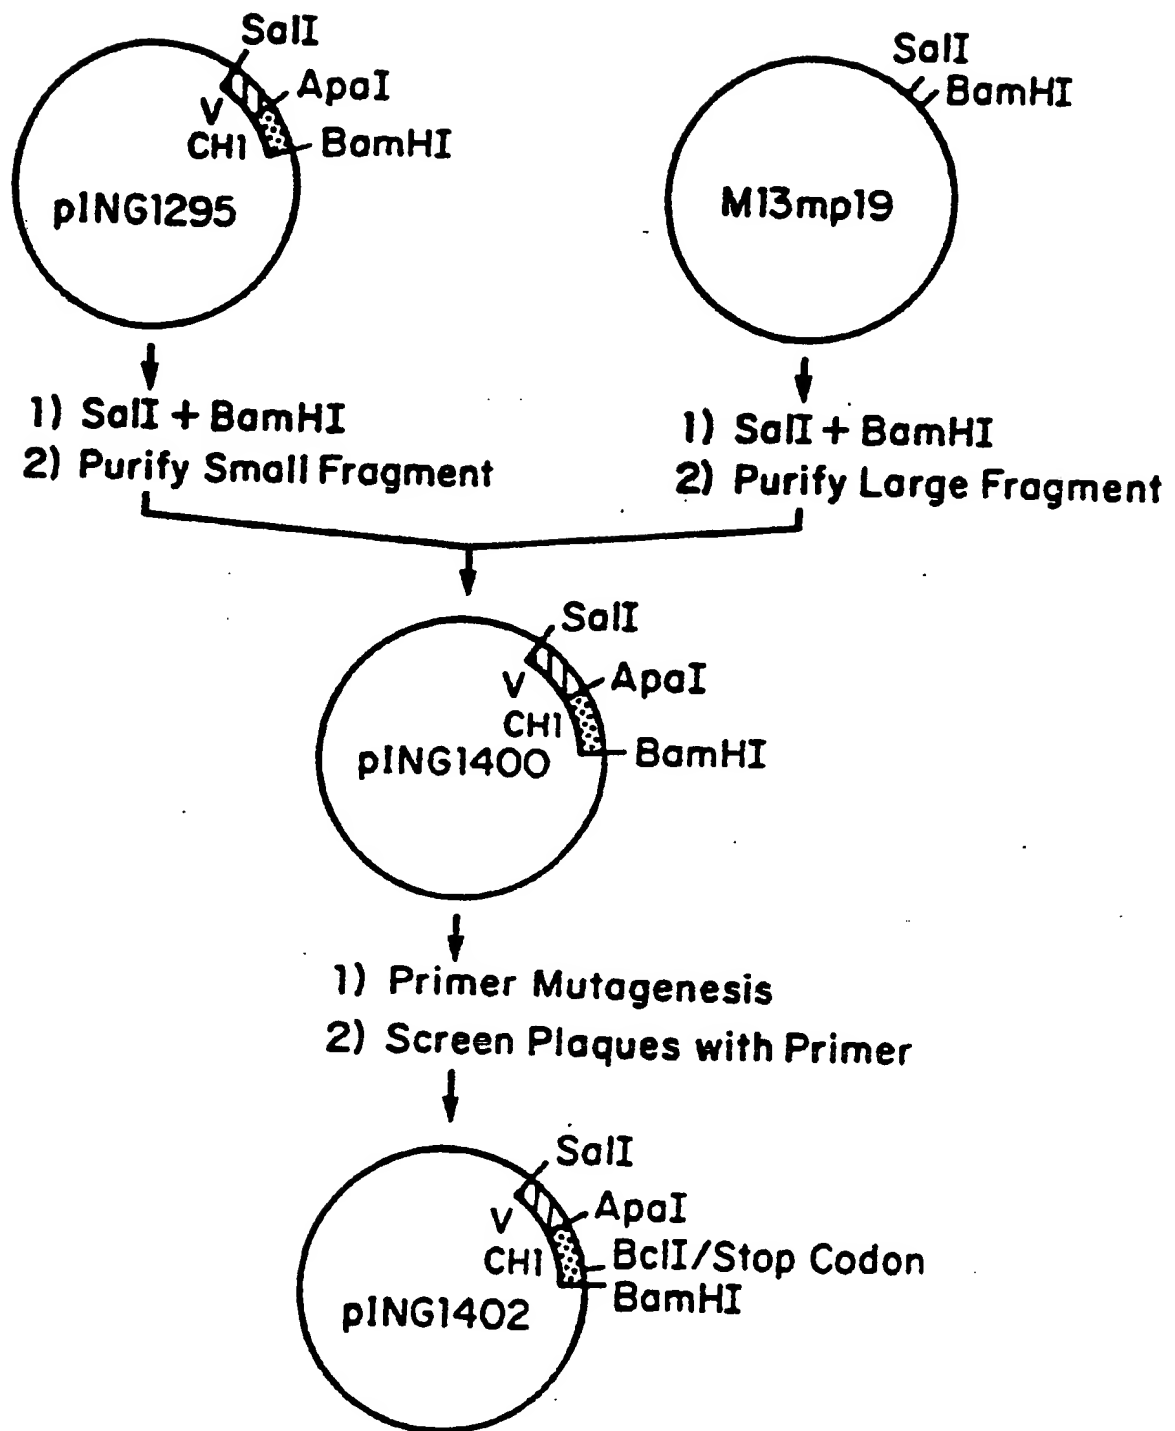 SalI
ApaI
V
CH1
BamHI
pING1295
SalI
BamHI
M13mp19
1) SalI + BamHI
2) Purify Small Fragment
1) SalI + BamHI
2) Purify Large Fragment
SalI
V
ApaI
CH1
BamHI
pING1400
1) Primer Mutagenesis
2) Screen Plaques with Primer
SalI
V
ApaI
CH1
BclI/Stop Codon
BamHI
pING1402